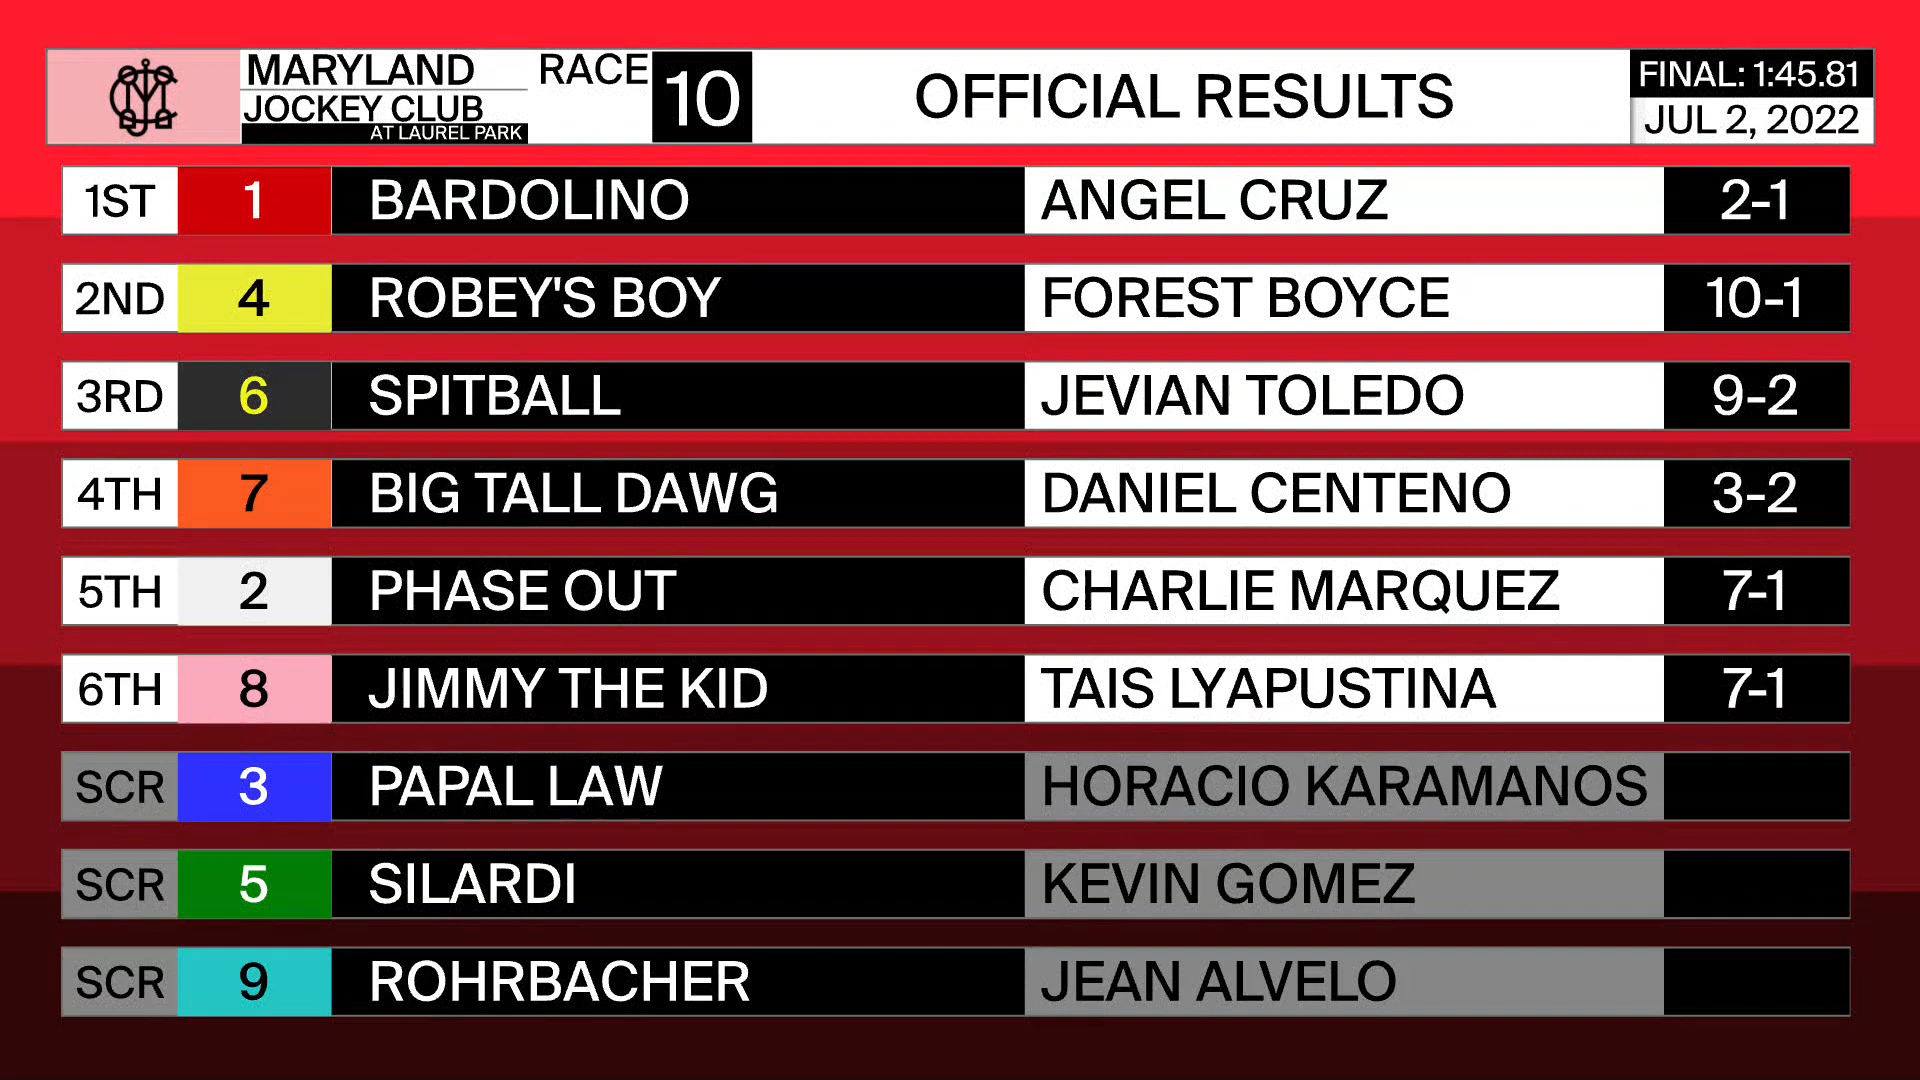 MARYLAND
JOCKEY CLUB
AT LAUREL PARK
RACE 10
OFFICIAL RESULTS
FINAL: 1:45.81
JUL 2, 2022
1ST 1 BARDOLINO ANGEL CRUZ 2-1
2ND 4 ROBEY'S BOY FOREST BOYCE 10-1
3RD 6 SPITBALL JEVIAN TOLEDO 9-2
4TH 7 BIG TALL DAWG DANIEL CENTENO 3-2
5TH 2 PHASE OUT CHARLIE MARQUEZ 7-1
6TH 8 JIMMY THE KID TAIS LYAPUSTINA 7-1
SCR 3 PAPAL LAW HORACIO KARAMANOS
SCR 5 SILARDI KEVIN GOMEZ
SCR 9 ROHRBACHER JEAN ALVELO